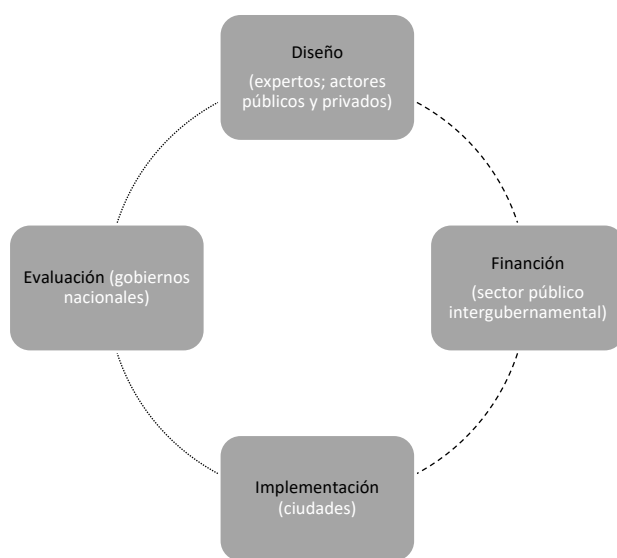 Diseño
(expertos; actores
públicos y privados)
Evaluación (gobiernos
nacionales)
Financión
(sector público
intergubernamental)
Implementación
(ciudades)